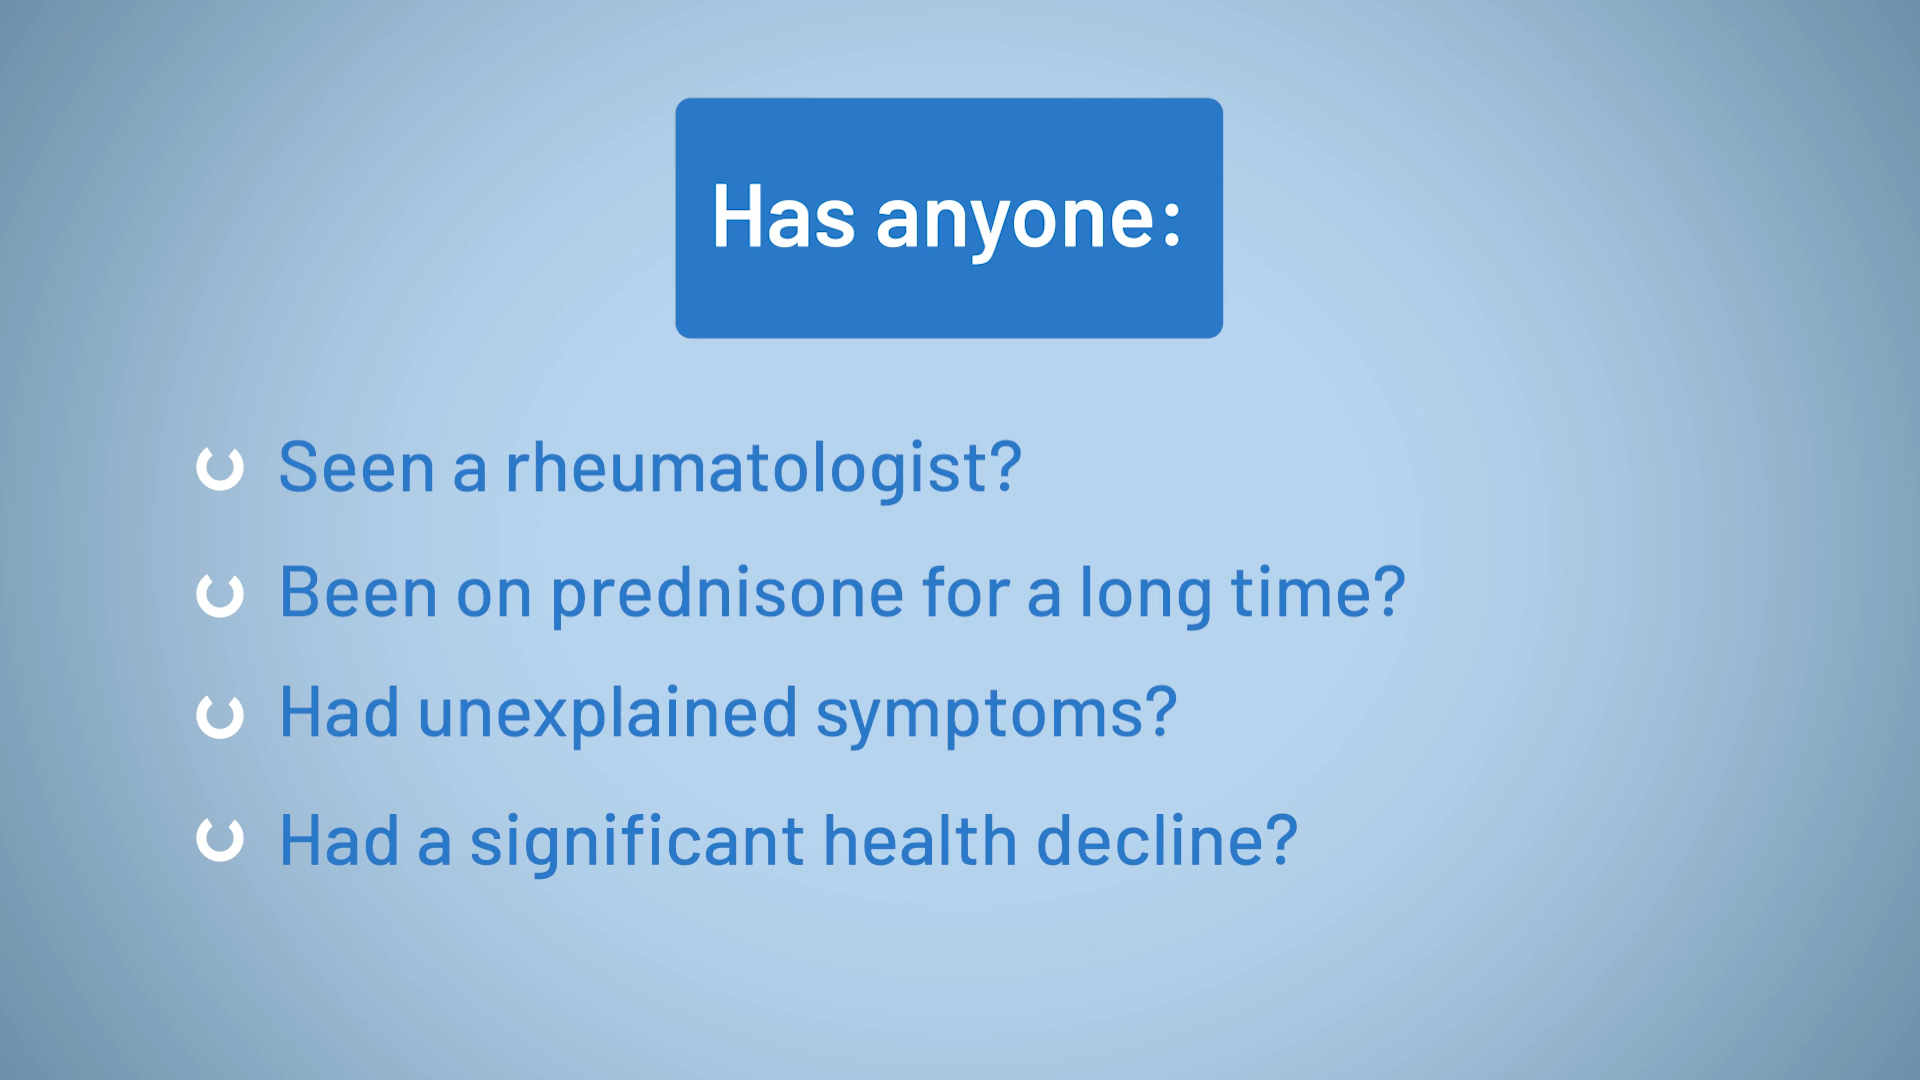 Has anyone:
Seen a rheumatologist?
Been on prednisone for a long time?
Had unexplained symptoms?
Had a significant health decline?